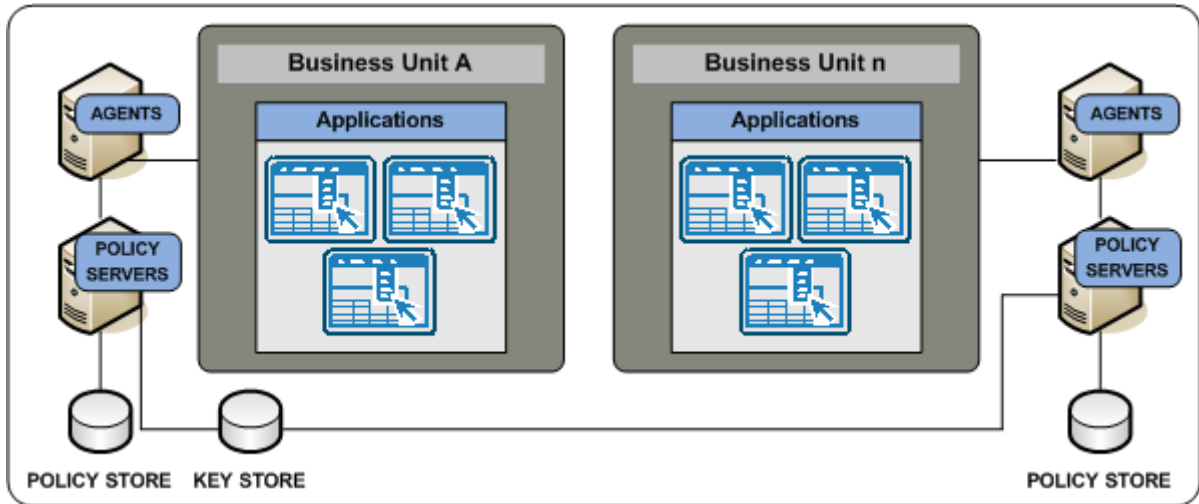 Business Unit A
Business Unit n
AGENTS
Applications
Applications
AGENTS
POLICY
SERVERS
POLICY
SERVERS
POLICY STORE
KEY STORE
POLICY STORE